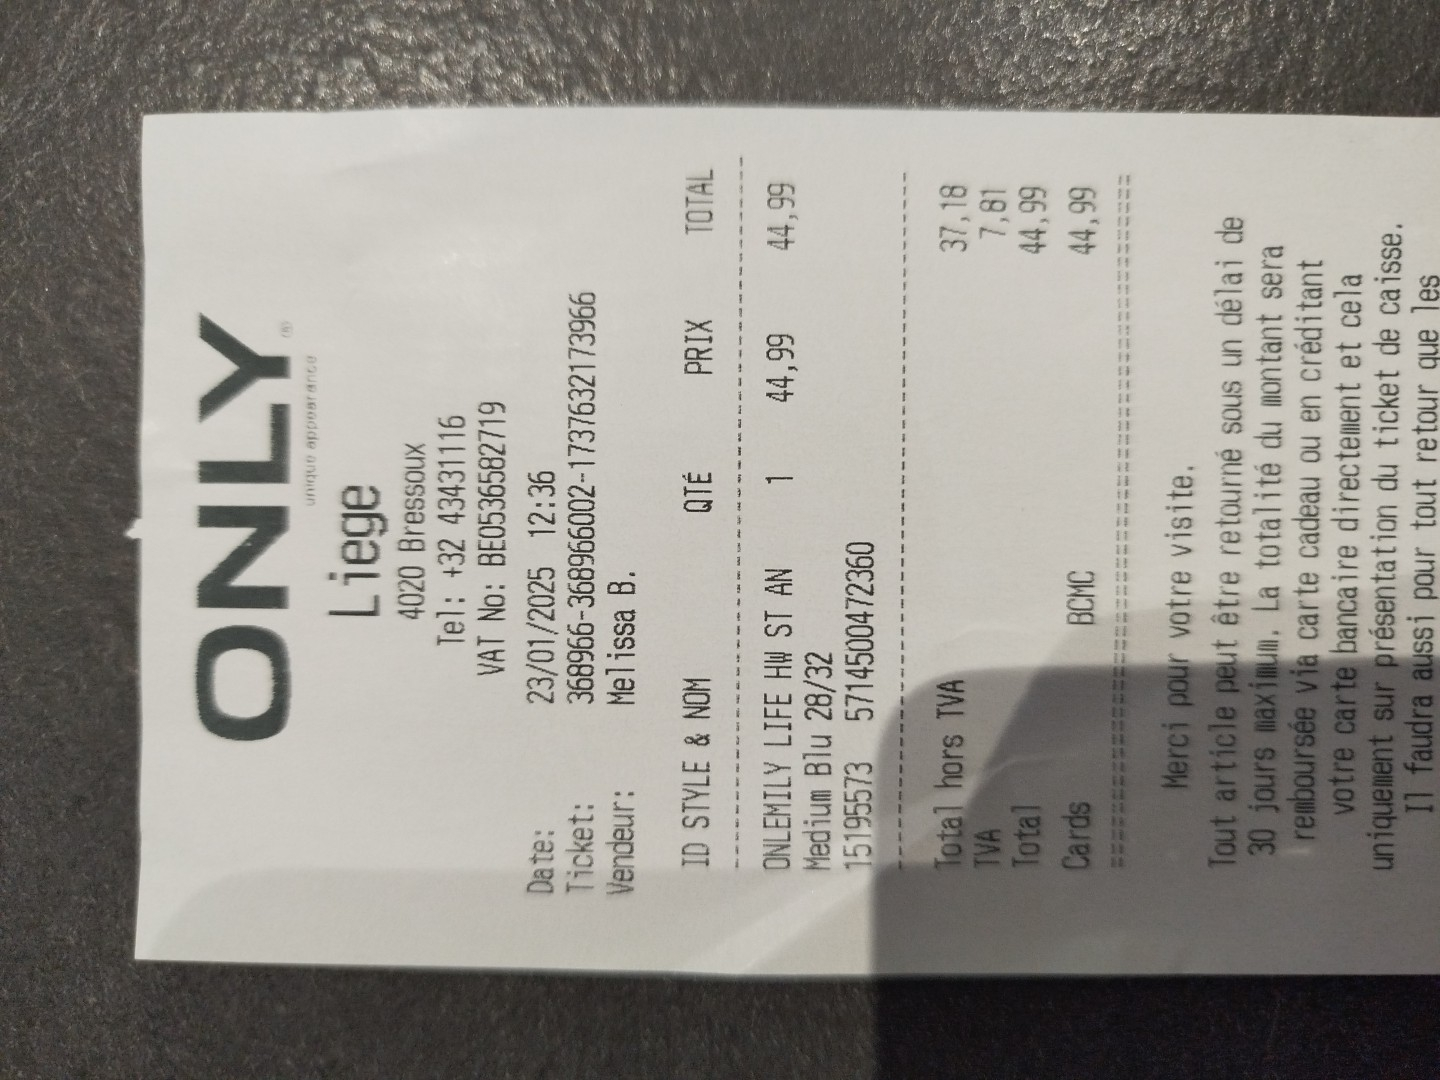 ONLY
unique appearance
Liege
4020 Bressoux
Tel: +32 43431116
VAT No: BE0536582719
Date: 23/01/2025 12:36
Ticket: 368966-368966002-1737632173966
Vendeur: Melissa B.
ID STYLE & NOM QTÉ PRIX TOTAL
ONLEMILY LIFE HW ST AN 1 44,99 44,99
Medium Blu 28/32
15195573 5714500472360
Total hors TVA 37,18
TVA 7,81
Total 44,99
Cards BCMC 44,99
Merci pour votre visite.
Tout article peut être retourné sous un délai de
30 jours maximum. La totalité du montant sera
remboursée via carte cadeau ou en créditant
votre carte bancaire directement et cela
uniquement sur présentation du ticket de caisse.
Il faudra aussi pour tout retour que les